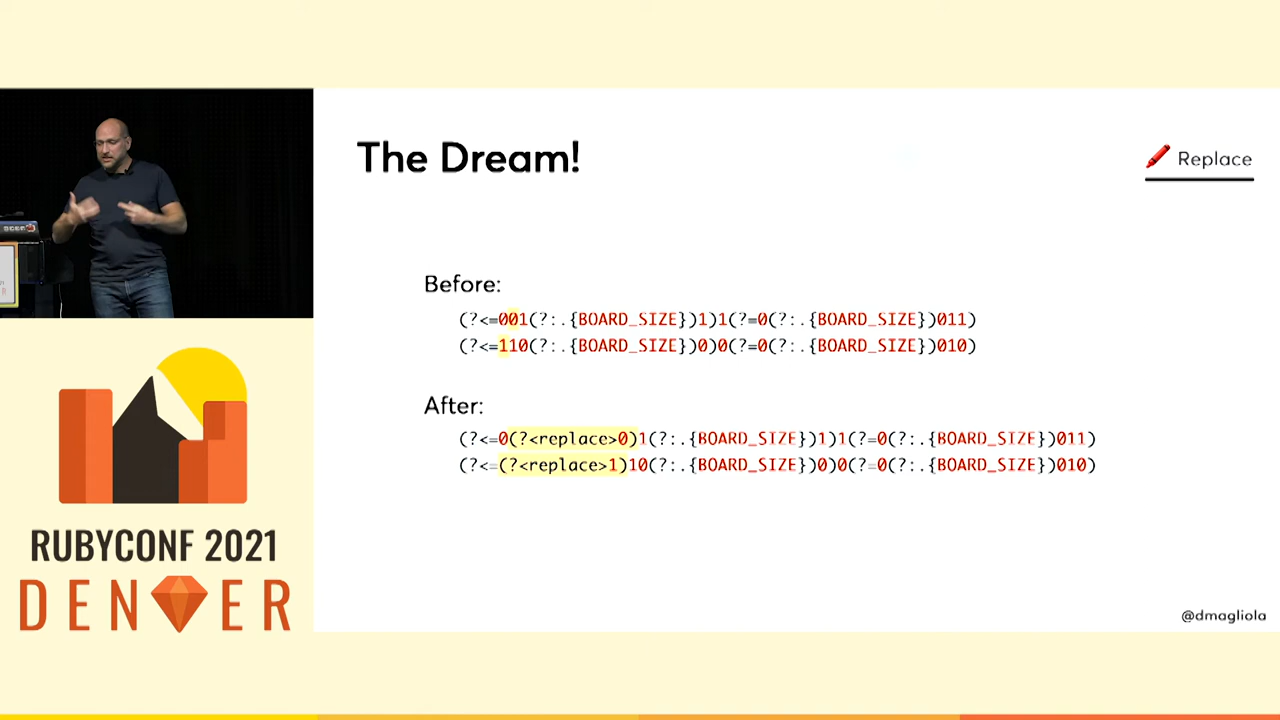 The Dream!
Replace
Before:
(?<=001(?:.{BOARD_SIZE})1)1(?=0(?:.{BOARD_SIZE})011)
(?<=110(?:.{BOARD_SIZE})0)0(?=0(?:.{BOARD_SIZE})010)
After:
(?<=0(?<replace>0)1(?:.{BOARD_SIZE})1)1(?=0(?:.{BOARD_SIZE})011)
(?<=(?<replace>1)10(?:.{BOARD_SIZE})0)0(?=0(?:.{BOARD_SIZE})010)
@dmagliola
RUBYCONF 2021
DENVER